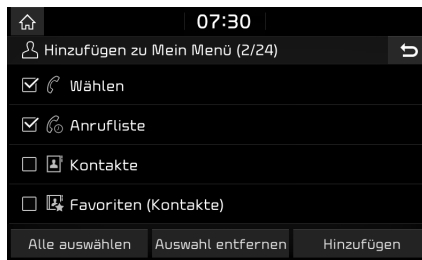 07:30
Hinzufügen zu Mein Menü (2/24)
Wählen
Anrufliste
Kontakte
Favoriten (Kontakte)
Alle auswählen Auswahl entfernen Hinzufügen